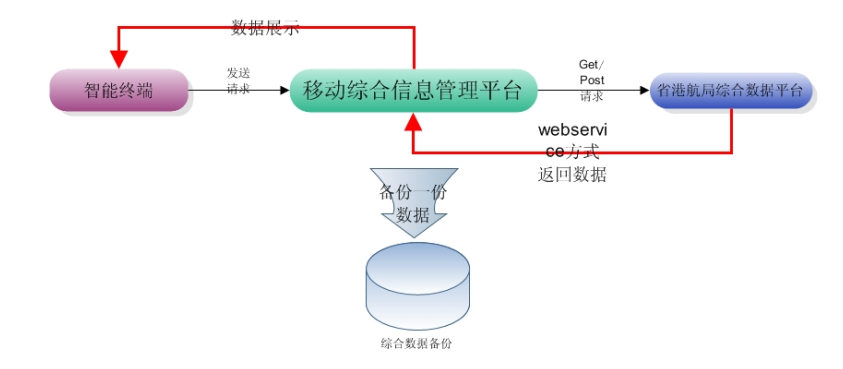 数据展示
智能终端
发送
请求
移动综合信息管理平台
Get/
Post
请求
省港航局综合数据平台
webservi
ce方式
返回数据
备份一份
数据
综合数据备份